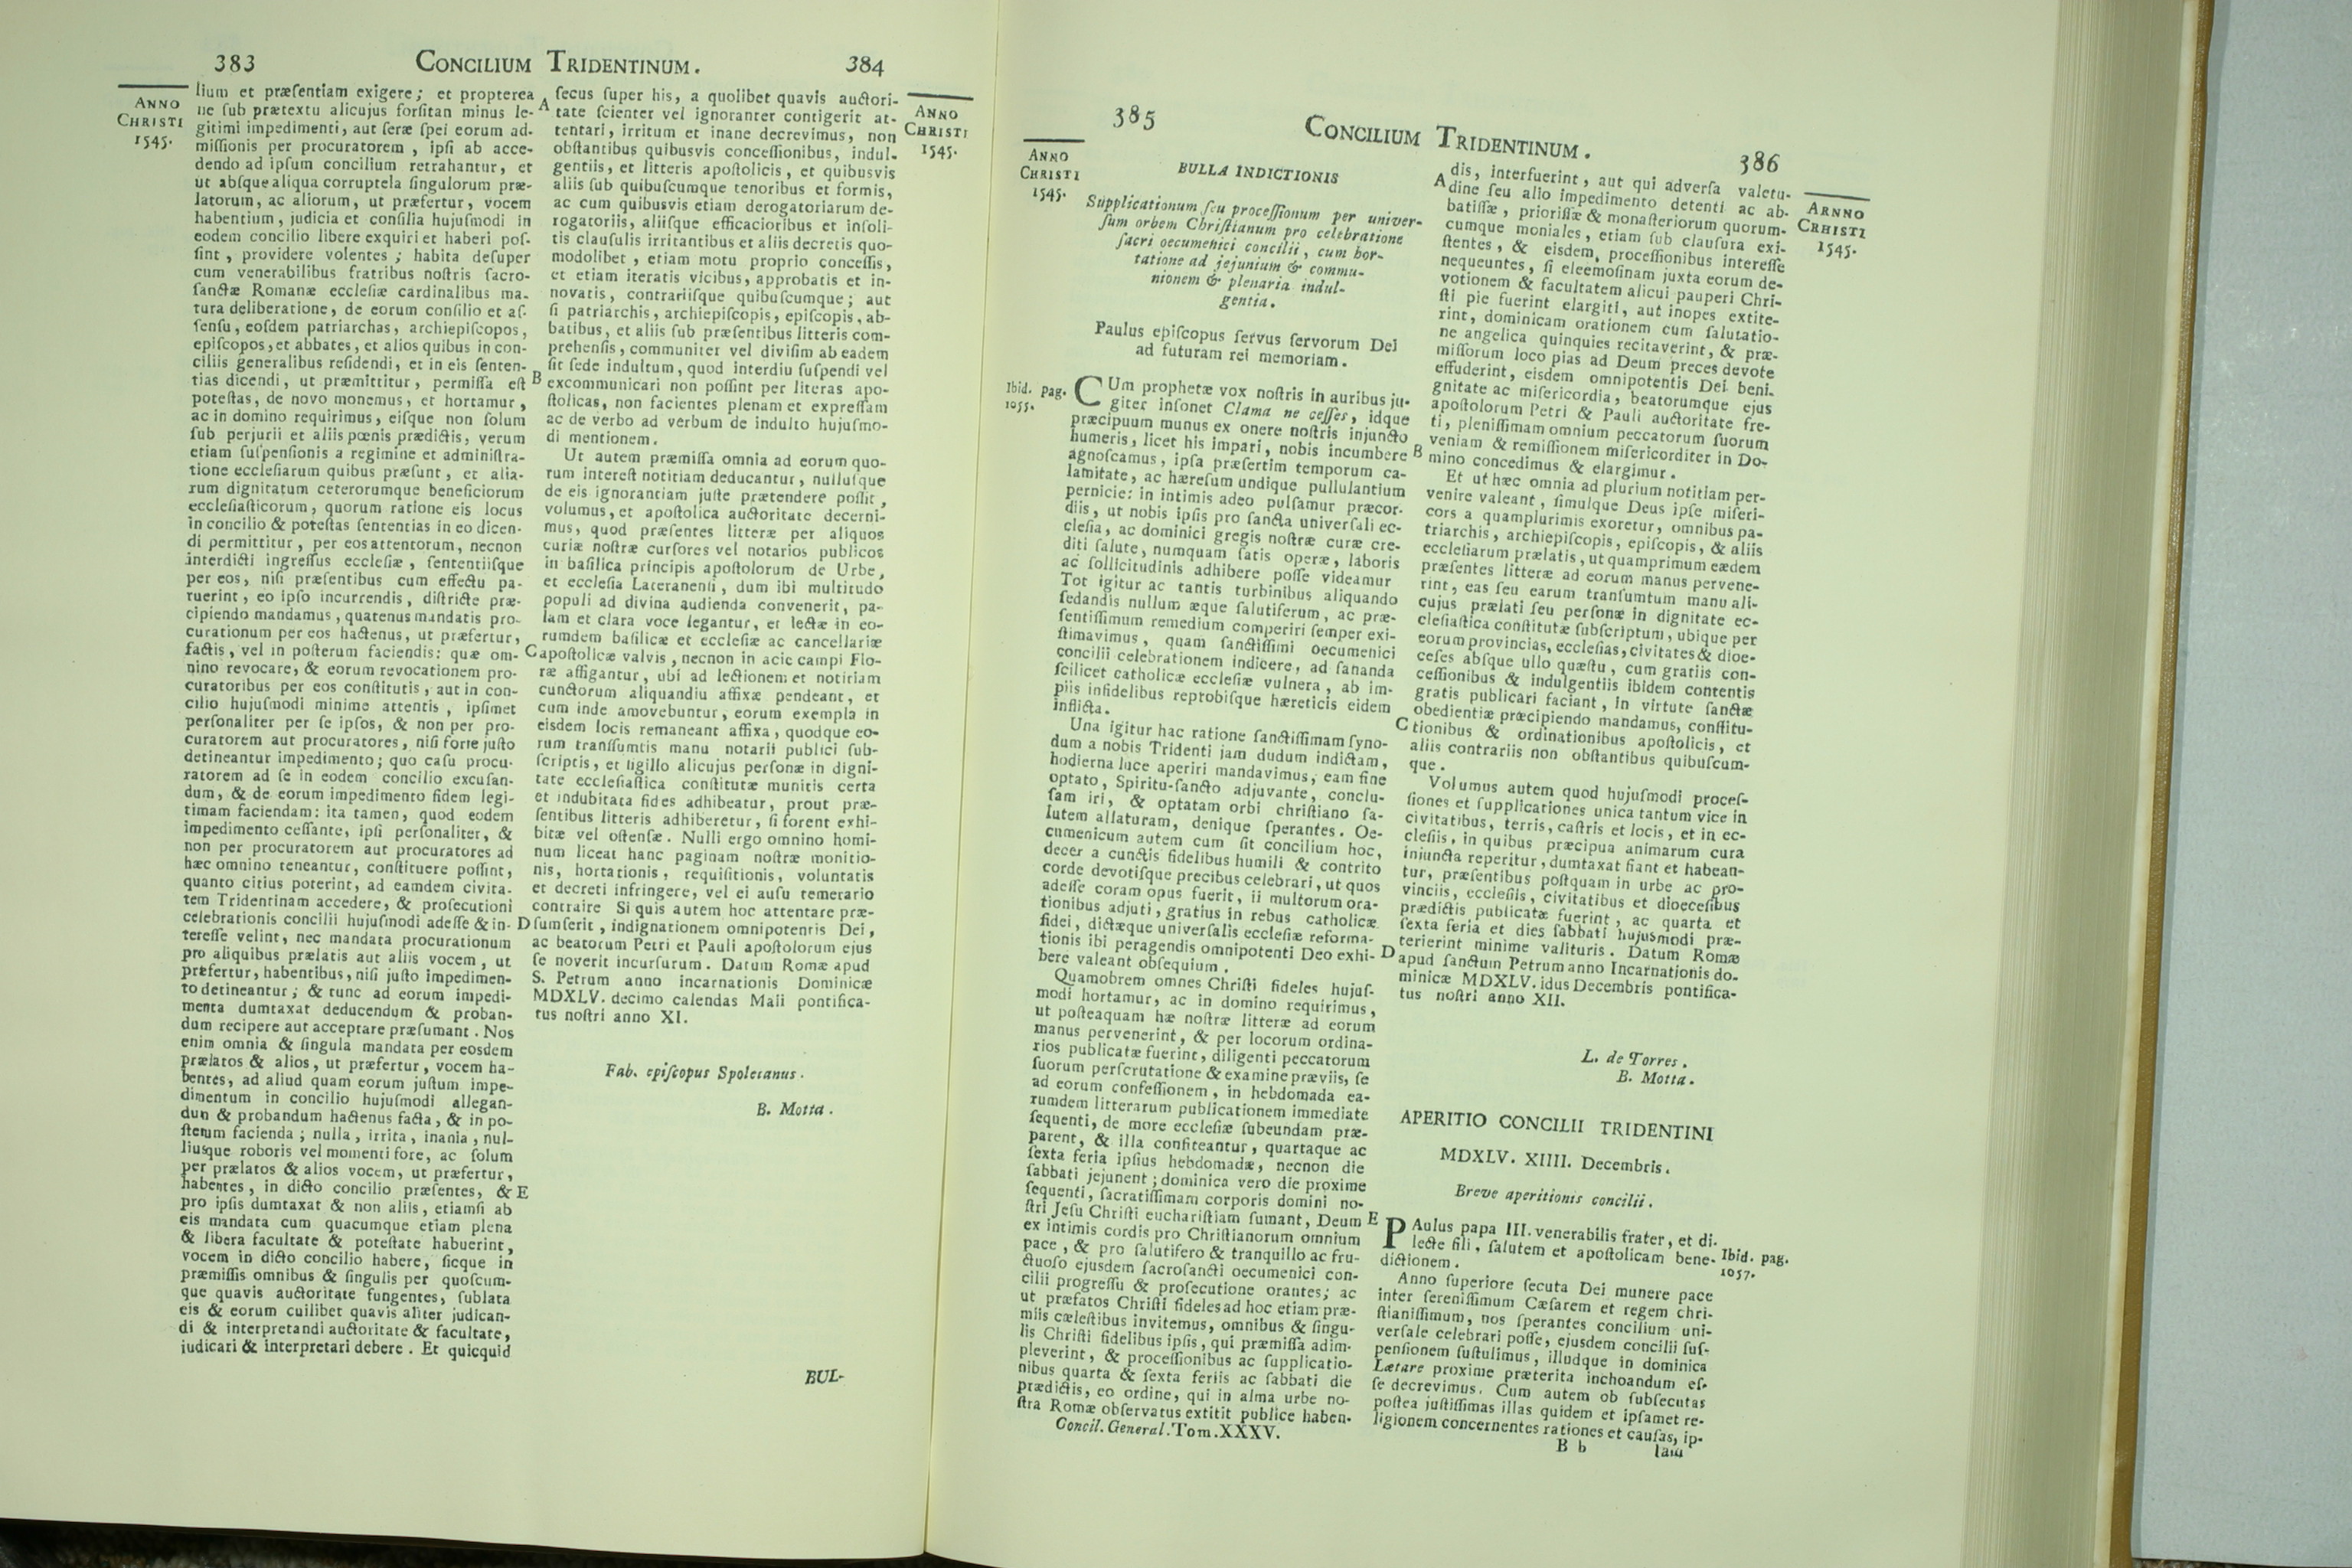 383
CONCILIUM TRIDENTINUM.
384
ANNO
CHRISTI
1545.
lium et præſentiam exigere; et propterea
ne ſub prætextu alicujus forſitan minus le-
gitimi impedimenti, aut ſeræ ſpei eorum ad-
miſſionis per procuratorem, ipſi ab acce-
dendo ad ipſum concilium retrahantur, et
ut abſque aliqua corruptela ſingulorum præ-
latorum, ac aliorum, ut præfertur, vocem
habentium, judicia et conſilia hujuſmodi in
eodem concilio libere exquiri et haberi poſ-
ſint, providere volentes; habita deſuper
cum venerabilibus fratribus noſtris ſacro-
ſanctæ Romanæ eccleſiæ cardinalibus ma-
tura deliberatione, de eorum conſilio et aſ-
ſenſu, eoſdem patriarchas, archiepiſcopos,
epiſcopos, et abbates, et alios quibus in con-
ciliis generalibus reſidendi, et in eis ſenten-
tias dicendi, ut præmittitur, permiſſa eſt
poteſtas, de novo monemus, et hortamur,
ac in domino requirimus, eiſque non ſolum
ſub perjurii et aliis pœnis prædictis, verum
etiam ſuſpenſionis a regimine et adminiſtra-
tione eccleſiarum quibus præſunt, et alia-
rum dignitatum ceterorumque beneficiorum
eccleſiaſticorum, quorum ratione eis locus
in concilio & poteſtas ſententias in eo dicen-
di permittitur, per eos attentorum, necnon
interdicti ingreſſus eccleſiæ, ſententiiſque
per eos, niſi præſentibus cum effectu pa-
ruerint, eo ipſo incurrendis, diſtricte præ-
cipiendo mandamus, quatenus mandatis pro-
curationum per eos hactenus, ut præfertur,
factis, vel in poſterum faciendis: quæ om-
nino revocare, & eorum revocationem pro-
curatoribus per eos conſtitutis, aut in con-
cilio hujuſmodi minime attentis, ipſimet
perſonaliter per ſe ipſos, & non per pro-
curatorem aut procuratores, niſi forte juſto
detineantur impedimento; quo caſu procu-
ratorem ad ſe in eodem concilio excuſan-
dum, & de eorum impedimento fidem legi-
timam faciendam: ita tamen, quod eodem
impedimento ceſſante, ipſi perſonaliter, &
non per procuratorem aut procuratores ad
hæc omnino teneantur, conſtituere poſſint,
quanto citius poterint, ad eamdem civita-
tem Tridentinam accedere, & proſecutioni
celebrationis concilii hujuſmodi adeſſe & in-
tereſſe velint, nec mandata procurationum
pro aliquibus prælatis aut aliis vocem, ut
præfertur, habentibus, niſi juſto impedimen-
to detineantur; & tunc ad eorum impedi-
menta dumtaxat deducendum & proban-
dum recipere aut acceptare præſumant. Nos
enim omnia & ſingula mandata per eosdem
prælatos & alios, ut præfertur, vocem ha-
bentes, ad aliud quam eorum juſtum impe-
dimentum in concilio hujuſmodi allegan-
dun & probandum hactenus facta, & in po-
ſterum facienda; nulla, irrita, inania, nul-
liusque roboris vel momenti fore, ac ſolum
per prælatos & alios vocem, ut præfertur,
habentes, in dicto concilio præſentes, &
pro ipſis dumtaxat & non aliis, etiamſi ab
eis mandata cum quacumque etiam plena
& libera facultate & poteſtate habuerint,
vocem in dicto concilio habere, ſicque in
præmiſſis omnibus & ſingulis per quoſcum-
que quavis auctoritate fungentes, ſublata
eis & eorum cuilibet quavis aliter judican-
di & interpretandi auctoritate & facultate,
judicari & interpretari debere. Et quicquid
A
B
C
D
E
ſecus ſuper his, a quolibet quavis auctori-
tate ſcienter vel ignoranter contigerit at-
tentari, irritum et inane decrevimus, non
obſtantibus quibuſvis conceſſionibus, indul-
gentiis, et litteris apoſtolicis, et quibuſvis
aliis ſub quibuſcumque tenoribus et formis,
ac cum quibuſvis etiam derogatoriarum de-
rogatoriis, aliiſque efficacioribus et inſoli-
tis clauſulis irritantibus et aliis decretis quo-
modolibet, etiam motu proprio conceſſis,
et etiam iteratis vicibus, approbatis et in-
novatis, contrariiſque quibuſcumque; aut
ſi patriarchis, archiepiſcopis, epiſcopis, ab-
batibus, et aliis ſub præſentibus litteris com-
prehenſis, communiter vel diviſim ab eadem
ſit ſede indultum, quod interdiu ſuſpendi vel
excommunicari non poſſint per literas apo-
ſtolicas, non facientes plenam et expreſſam
ac de verbo ad verbum de indulto hujuſmo-
di mentionem.
Ut autem præmiſſa omnia ad eorum quo-
rum intereſt notitiam deducantur, nulluſque
de eis ignorantiam juſte prætendere poſſit,
volumus, et apoſtolica auctoritate decerni-
mus, quod præſentes litteræ per aliquos
curiæ noſtræ curſores vel notarios publicos
in baſilica principis apoſtolorum de Urbe,
et eccleſia Lateranenſi, dum ibi multitudo
populi ad divina audienda convenerit, pa-
lam et clara voce legantur, et lectæ in eo-
rumdem baſilicæ et eccleſiæ ac cancellariæ
apoſtolicæ valvis, necnon in acie campi Flo-
ræ affigantur, ubi ad lectionem et notitiam
cunctorum aliquandiu affixæ pendeant, et
cum inde amovebuntur, eorum exempla in
eisdem locis remaneant affixa, quodque eo-
rum tranſſumtis manu notarii publici ſub-
ſcriptis, et ſigillo alicujus perſonæ in digni-
tate eccleſiaſtica conſtitutæ munitis certa
et indubitata fides adhibeatur, prout præ-
ſentibus litteris adhiberetur, ſi forent exhi-
bitæ vel oſtenſæ. Nulli ergo omnino homi-
num liceat hanc paginam noſtræ monitio-
nis, hortationis, requiſitionis, voluntatis
et decreti infringere, vel ei auſu temerario
contraire Si quis autem hoc attentare præ-
ſumſerit, indignationem omnipotentis Dei,
ac beatorum Petri et Pauli apoſtolorum ejus
ſe noverit incurſurum. Datum Romæ apud
S. Petrum anno incarnationis Dominicæ
MDXLV. decimo calendas Maii pontifica-
tus noſtri anno XI.
Fab. epiſcopus Spoletanus.
B. Motta.
BUL-
ANNO
CHRISTI
1545.
385
CONCILIUM TRIDENTINUM.
386
ANNO
CHRISTI
1545.
BULLA INDICTIONIS
Supplicationum ſeu proceſſionum per univer-
ſum orbem Chriſtianum pro celebratione
ſacri oecumenici concilii, cum hor-
tatione ad jejunium & commu-
nionem & plenaria indul-
gentia.
Paulus epiſcopus ſervus ſervorum Dei
ad futuram rei memoriam.
Ibid. pag.
1055.
CUm prophetæ vox noſtris in auribus ju-
giter inſonet Clama ne ceſſes, idque
præcipuum munus ex onere noſtris injuncto
humeris, licet his impari, nobis incumbere
agnoſcamus, ipſa præſertim temporum ca-
lamitate, ac hæreſum undique pullulantium
pernicie: in intimis adeo pulſamur præcor-
diis, ut nobis ipſis pro ſancta univerſali ec-
cleſia, ac dominici gregis noſtræ curæ cre-
diti ſalute, numquam ſatis operæ, laboris
ac ſollicitudinis adhibere poſſe videamur
Tot igitur ac tantis turbinibus aliquando
ſedandis nullum æque ſalutiferum, ac præ-
ſentiſſimum remedium comperiri ſemper exi-
ſtimavimus, quam ſanctiſſimi oecumenici
concilii celebrationem indicere, ad ſananda
ſcilicet catholicæ eccleſiæ vulnera, ab im-
piis infidelibus reprobiſque hæreticis eidem
inflicta.
Una igitur hac ratione ſanctiſſimam ſyno-
dum a nobis Tridenti jam dudum indictam,
hodierna luce aperiri mandavimus, eam fine
optato, Spiritu-ſancto adjuvante, conclu-
ſam iri, & optatam orbi chriſtiano ſa-
lutem allaturam, denique ſperantes. Oe-
cumenicum autem cum ſit concilium hoc,
decet a cunctis fidelibus humili & contrito
corde devotiſque precibus celebrari, ut quos
adeſſe coram opus fuerit, ii multorum ora-
tionibus adjuti, gratius in rebus catholicæ
fidei, dictæque univerſalis eccleſiæ reforma-
tionis ibi peragendis omnipotenti Deo exhi-
bere valeant obſequium.
Quamobrem omnes Chriſti fideles hujuſ-
modi hortamur, ac in domino requirimus,
ut poſteaquam hæ noſtræ litteræ ad eorum
manus pervenerint, & per locorum ordina-
rios publicatæ fuerint, diligenti peccatorum
ſuorum perſcrutatione & examine præviis, ſe
ad eorum confeſſionem, in hebdomada ea-
rumdem litterarum publicationem immediate
ſequenti, de more eccleſiæ ſubeundam præ-
parent, & illa confiteantur, quartaque ac
ſexta feria ipſius hebdomadæ, necnon die
ſabbati jejunent; dominica vero die proxime
ſequenti, ſacratiſſimam corporis domini no-
ſtri Jeſu Chriſti euchariſtiam ſumant, Deum
ex intimis cordis pro Chriſtianorum omnium
pace, & pro ſalutifero & tranquillo ac fru-
ctuoſo ejusdem ſacroſancti oecumenici con-
cilii progreſſu & proſecutione orantes; ac
ut præfatos Chriſti fideles ad hoc etiam præ-
miis cæleſtibus invitemus, omnibus & ſingu-
lis Chriſti fidelibus ipſis, qui præmiſſa adim-
pleverint, & proceſſionibus ac ſupplicatio-
nibus quarta & ſexta feriis ac ſabbati die
prædictis, eo ordine, qui in alma urbe no-
ſtra Romæ obſervatus extitit publice haben-
Concil. General. Tom. XXXV.
A
B
C
D
E
dis, interfuerint, aut qui adverſa valetu-
dine ſeu alio impedimento detenti ac ab-
batiſſæ, prioriſſæ & monaſteriorum quorum-
cumque moniales, etiam ſub clauſura exi-
ſtentes, & eisdem, proceſſionibus intereſſe
nequeuntes, ſi eleemoſinam juxta eorum de-
votionem & facultatem alicui pauperi Chri-
ſti pie fuerint elargiti, aut inopes extite-
rint, dominicam orationem cum ſalutatio-
ne angelica quinquies recitaverint, & præ-
miſſorum loco pias ad Deum preces devote
effuderint, eisdem omnipotentis Dei beni-
gnitate ac miſericordia, beatorumque ejus
apoſtolorum Petri & Pauli auctoritate fre-
ti, pleniſſimam omnium peccatorum ſuorum
veniam & remiſſionem miſericorditer in Do-
mino concedimus & elargimur.
Et ut hæc omnia ad plurium notitiam per-
venire valeant, ſimulque Deus ipſe miſeri-
cors a quamplurimis exoretur, omnibus pa-
triarchis, archiepiſcopis, epiſcopis, & aliis
eccleſiarum prælatis, ut quamprimum eædem
præſentes litteræ ad eorum manus pervene-
rint, eas ſeu earum tranſumtum manu ali-
cujus prælati ſeu perſonæ in dignitate ec-
cleſiaſtica conſtitutæ ſubſcriptum, ubique per
eorum provincias, eccleſias, civitates & dioe-
ceſes abſque ullo quæſtu, cum gratiis con-
ceſſionibus & indulgentiis ibidem contentis
gratis publicari faciant, in virtute ſanctæ
obedientiæ præcipiendo mandamus, conſtitu-
tionibus & ordinationibus apoſtolicis, et
aliis contrariis non obſtantibus quibuſcum-
que.
Volumus autem quod hujuſmodi proceſ-
ſiones et ſupplicationes unica tantum vice in
civitatibus, terris, caſtris et locis, et in ec-
cleſiis, in quibus præcipua animarum cura
injuncta reperitur, dumtaxat fiant et habean-
tur, præſentibus poſtquam in urbe ac pro-
vinciis, eccleſiis, civitatibus et dioeceſibus
prædictis publicatæ fuerint, ac quarta et
ſexta feria et dies ſabbati hujusmodi præ-
terierint minime valituris. Datum Romæ
apud ſanctum Petrum anno Incarnationis do-
minicæ MDXLV. idus Decembris pontifica-
tus noſtri anno XII.
L. de Torres.
B. Motta.
APERITIO CONCILII TRIDENTINI
MDXLV. XIIII. Decembris.
Breve aperitionis concilii.
PAulus papa III. venerabilis frater, et di-
lecte fili, ſalutem et apoſtolicam bene-
dictionem.
Ibid. pag.
1057.
Anno ſuperiore ſecuta Dei munere pace
inter ſereniſſimum Cæſarem et regem chri-
ſtianiſſimum, nos ſperantes concilium uni-
verſale celebrari poſſe, ejusdem concilii ſuſ-
penſionem ſuſtulimus, illudque in dominica
Lætare proxime præterita inchoandum eſ-
ſe decrevimus. Cum autem ob ſubſecutas
poſtea juſtiſſimas illas quidem et ipſamet re-
ligionem concernentes rationes et cauſas, ip-
B b
ſam
ARNNO
CRHISTI
1545.